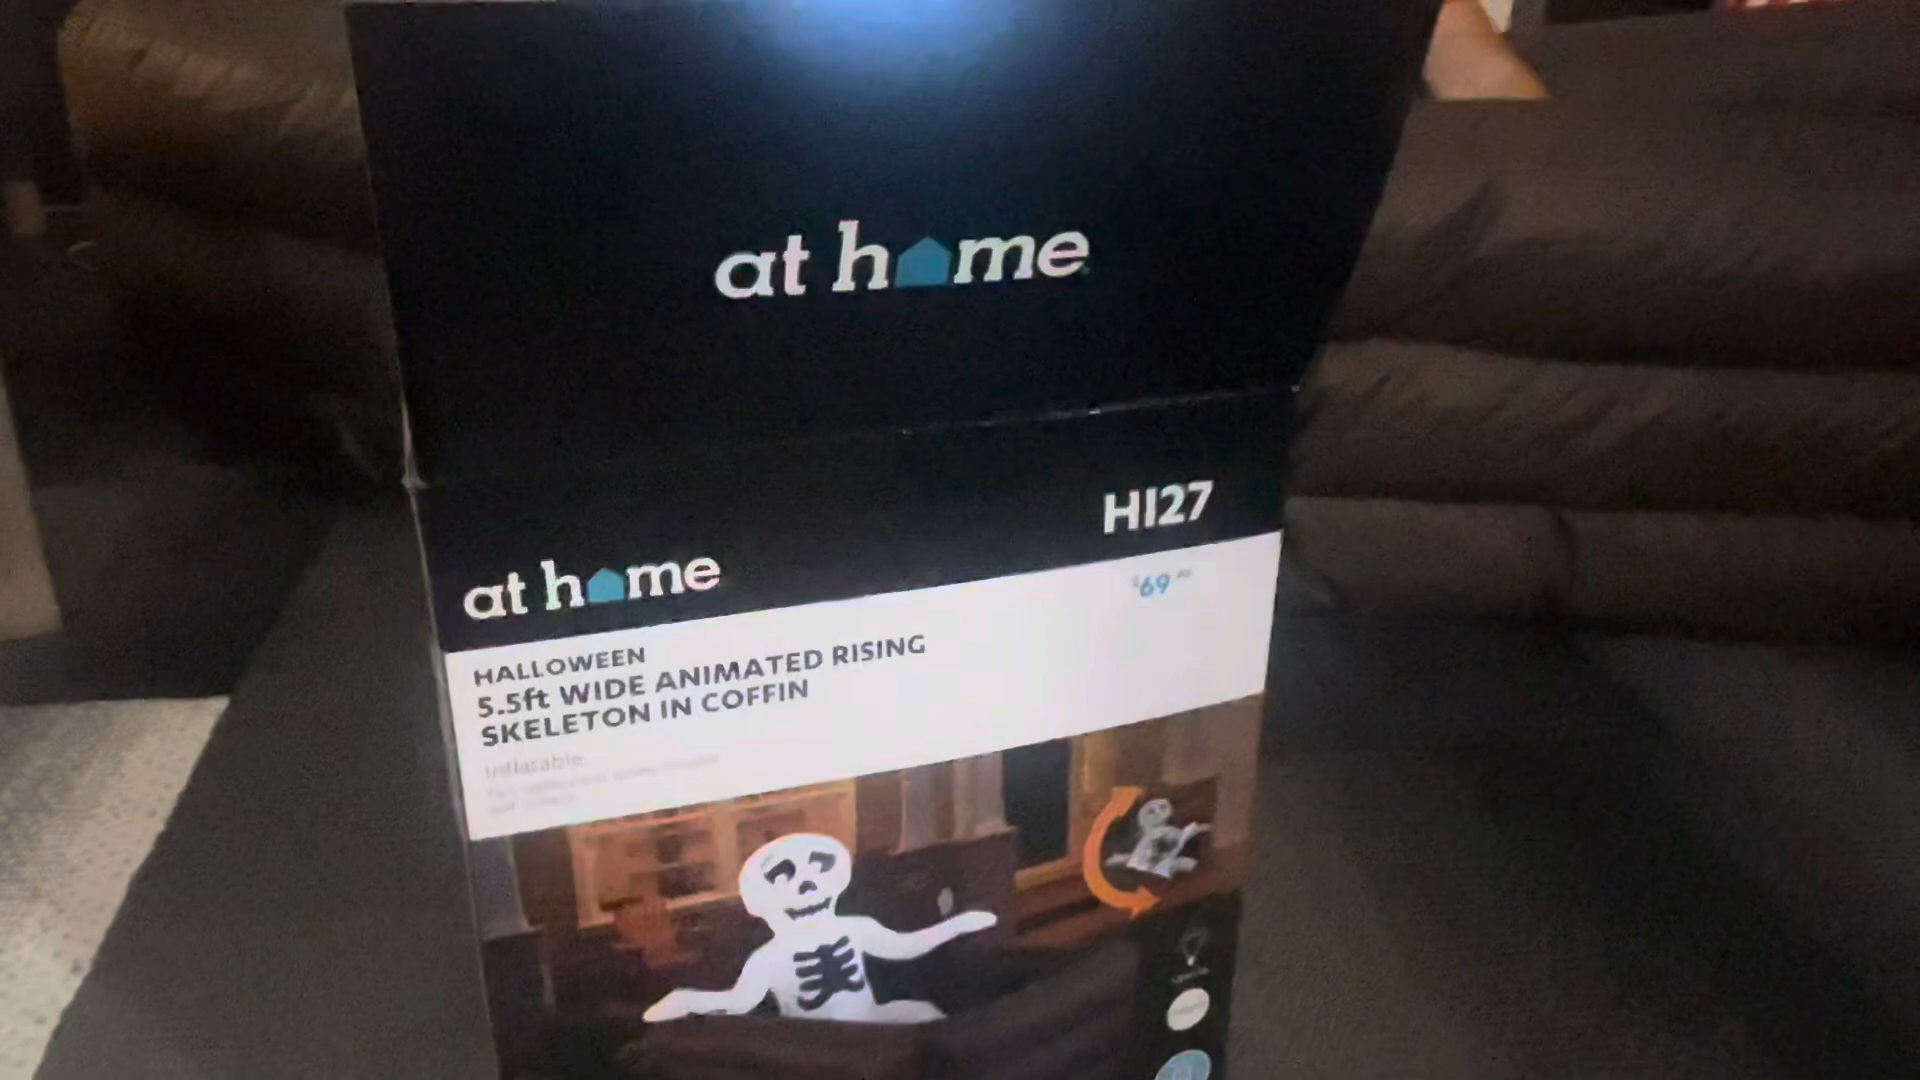 at home
HI27
at home
$69
HALLOWEEN
5.5ft WIDE ANIMATED RISING
SKELETON IN COFFIN
Inflatable